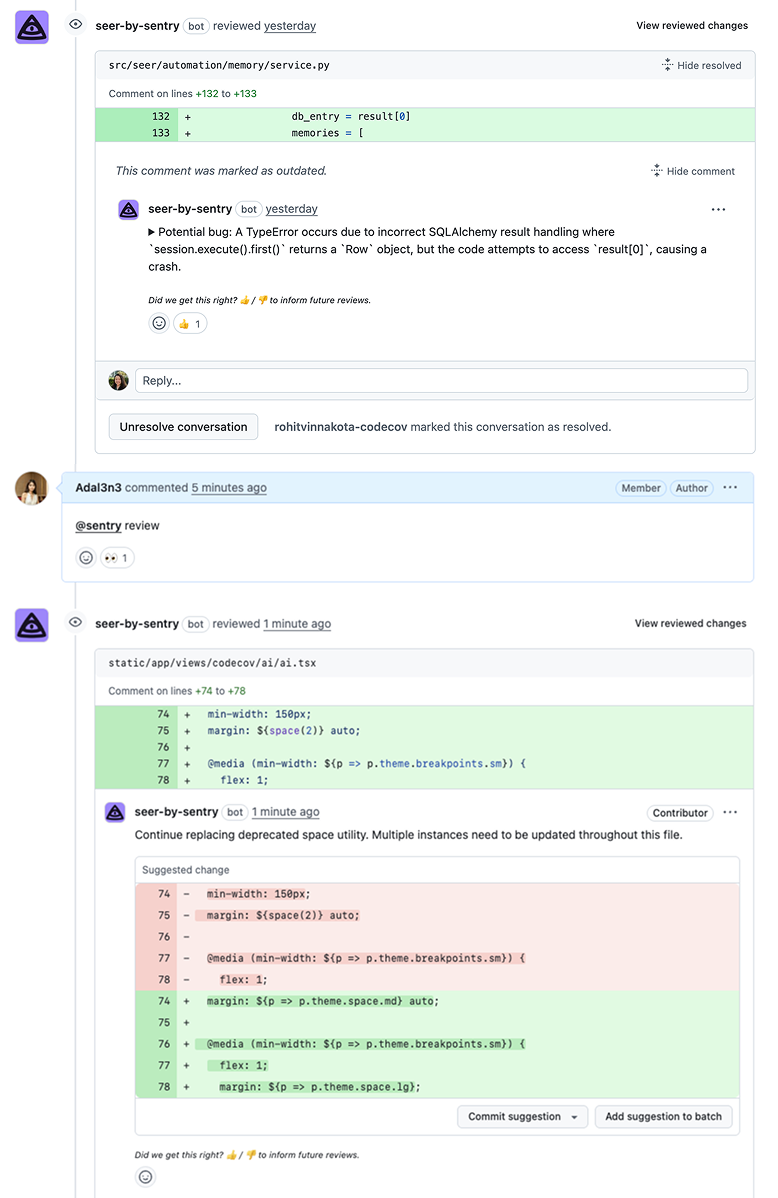 seer-by-sentry bot reviewed yesterday View reviewed changes
src/seer/automation/memory/service.py Hide resolved
Comment on lines +132 to +133
132 + db_entry = result[0]
133 + memories = [
This comment was marked as outdated. Hide comment
seer-by-sentry bot yesterday ···
▶ Potential bug: A TypeError occurs due to incorrect SQLAlchemy result handling where
`session.execute().first()` returns a `Row` object, but the code attempts to access `result[0]`, causing a
crash.
Did we get this right? 👍 / 👎 to inform future reviews.
👍 1
Reply...
Unresolve conversation rohitvinnakota-codecov marked this conversation as resolved.
Adal3n3 commented 5 minutes ago Member Author ···
@sentry review
👀 1
seer-by-sentry bot reviewed 1 minute ago View reviewed changes
static/app/views/codecov/ai/ai.tsx
Comment on lines +74 to +78
74 + min-width: 150px;
75 + margin: ${space(2)} auto;
76 +
77 + @media (min-width: ${p => p.theme.breakpoints.sm}) {
78 + flex: 1;
seer-by-sentry bot 1 minute ago Contributor ···
Continue replacing deprecated space utility. Multiple instances need to be updated throughout this file.
Suggested change
74 - min-width: 150px;
75 - margin: ${space(2)} auto;
76 -
77 - @media (min-width: ${p => p.theme.breakpoints.sm}) {
78 - flex: 1;
74 + margin: ${p => p.theme.space.md} auto;
75 +
76 + @media (min-width: ${p => p.theme.breakpoints.sm}) {
77 + flex: 1;
78 + margin: ${p => p.theme.space.lg};
Commit suggestion Add suggestion to batch
Did we get this right? 👍 / 👎 to inform future reviews.